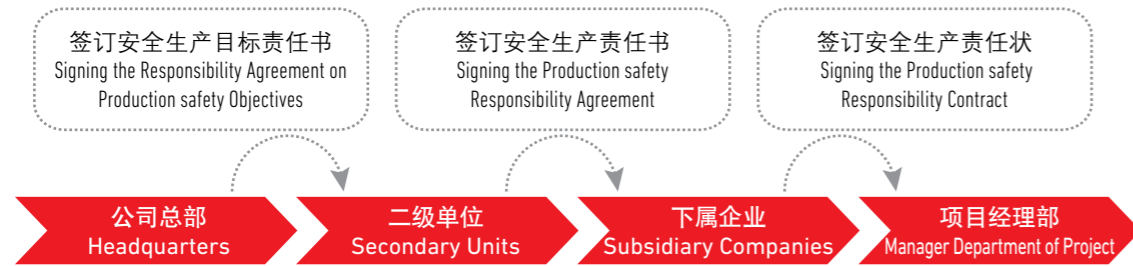 签订安全生产目标责任书
Signing the Responsibility Agreement on
Production safety Objectives
签订安全生产责任书
Signing the Production safety
Responsibility Agreement
签订安全生产责任状
Signing the Production safety
Responsibility Contract
公司总部
Headquarters
二级单位
Secondary Units
下属企业
Subsidiary Companies
项目经理部
Manager Department of Project